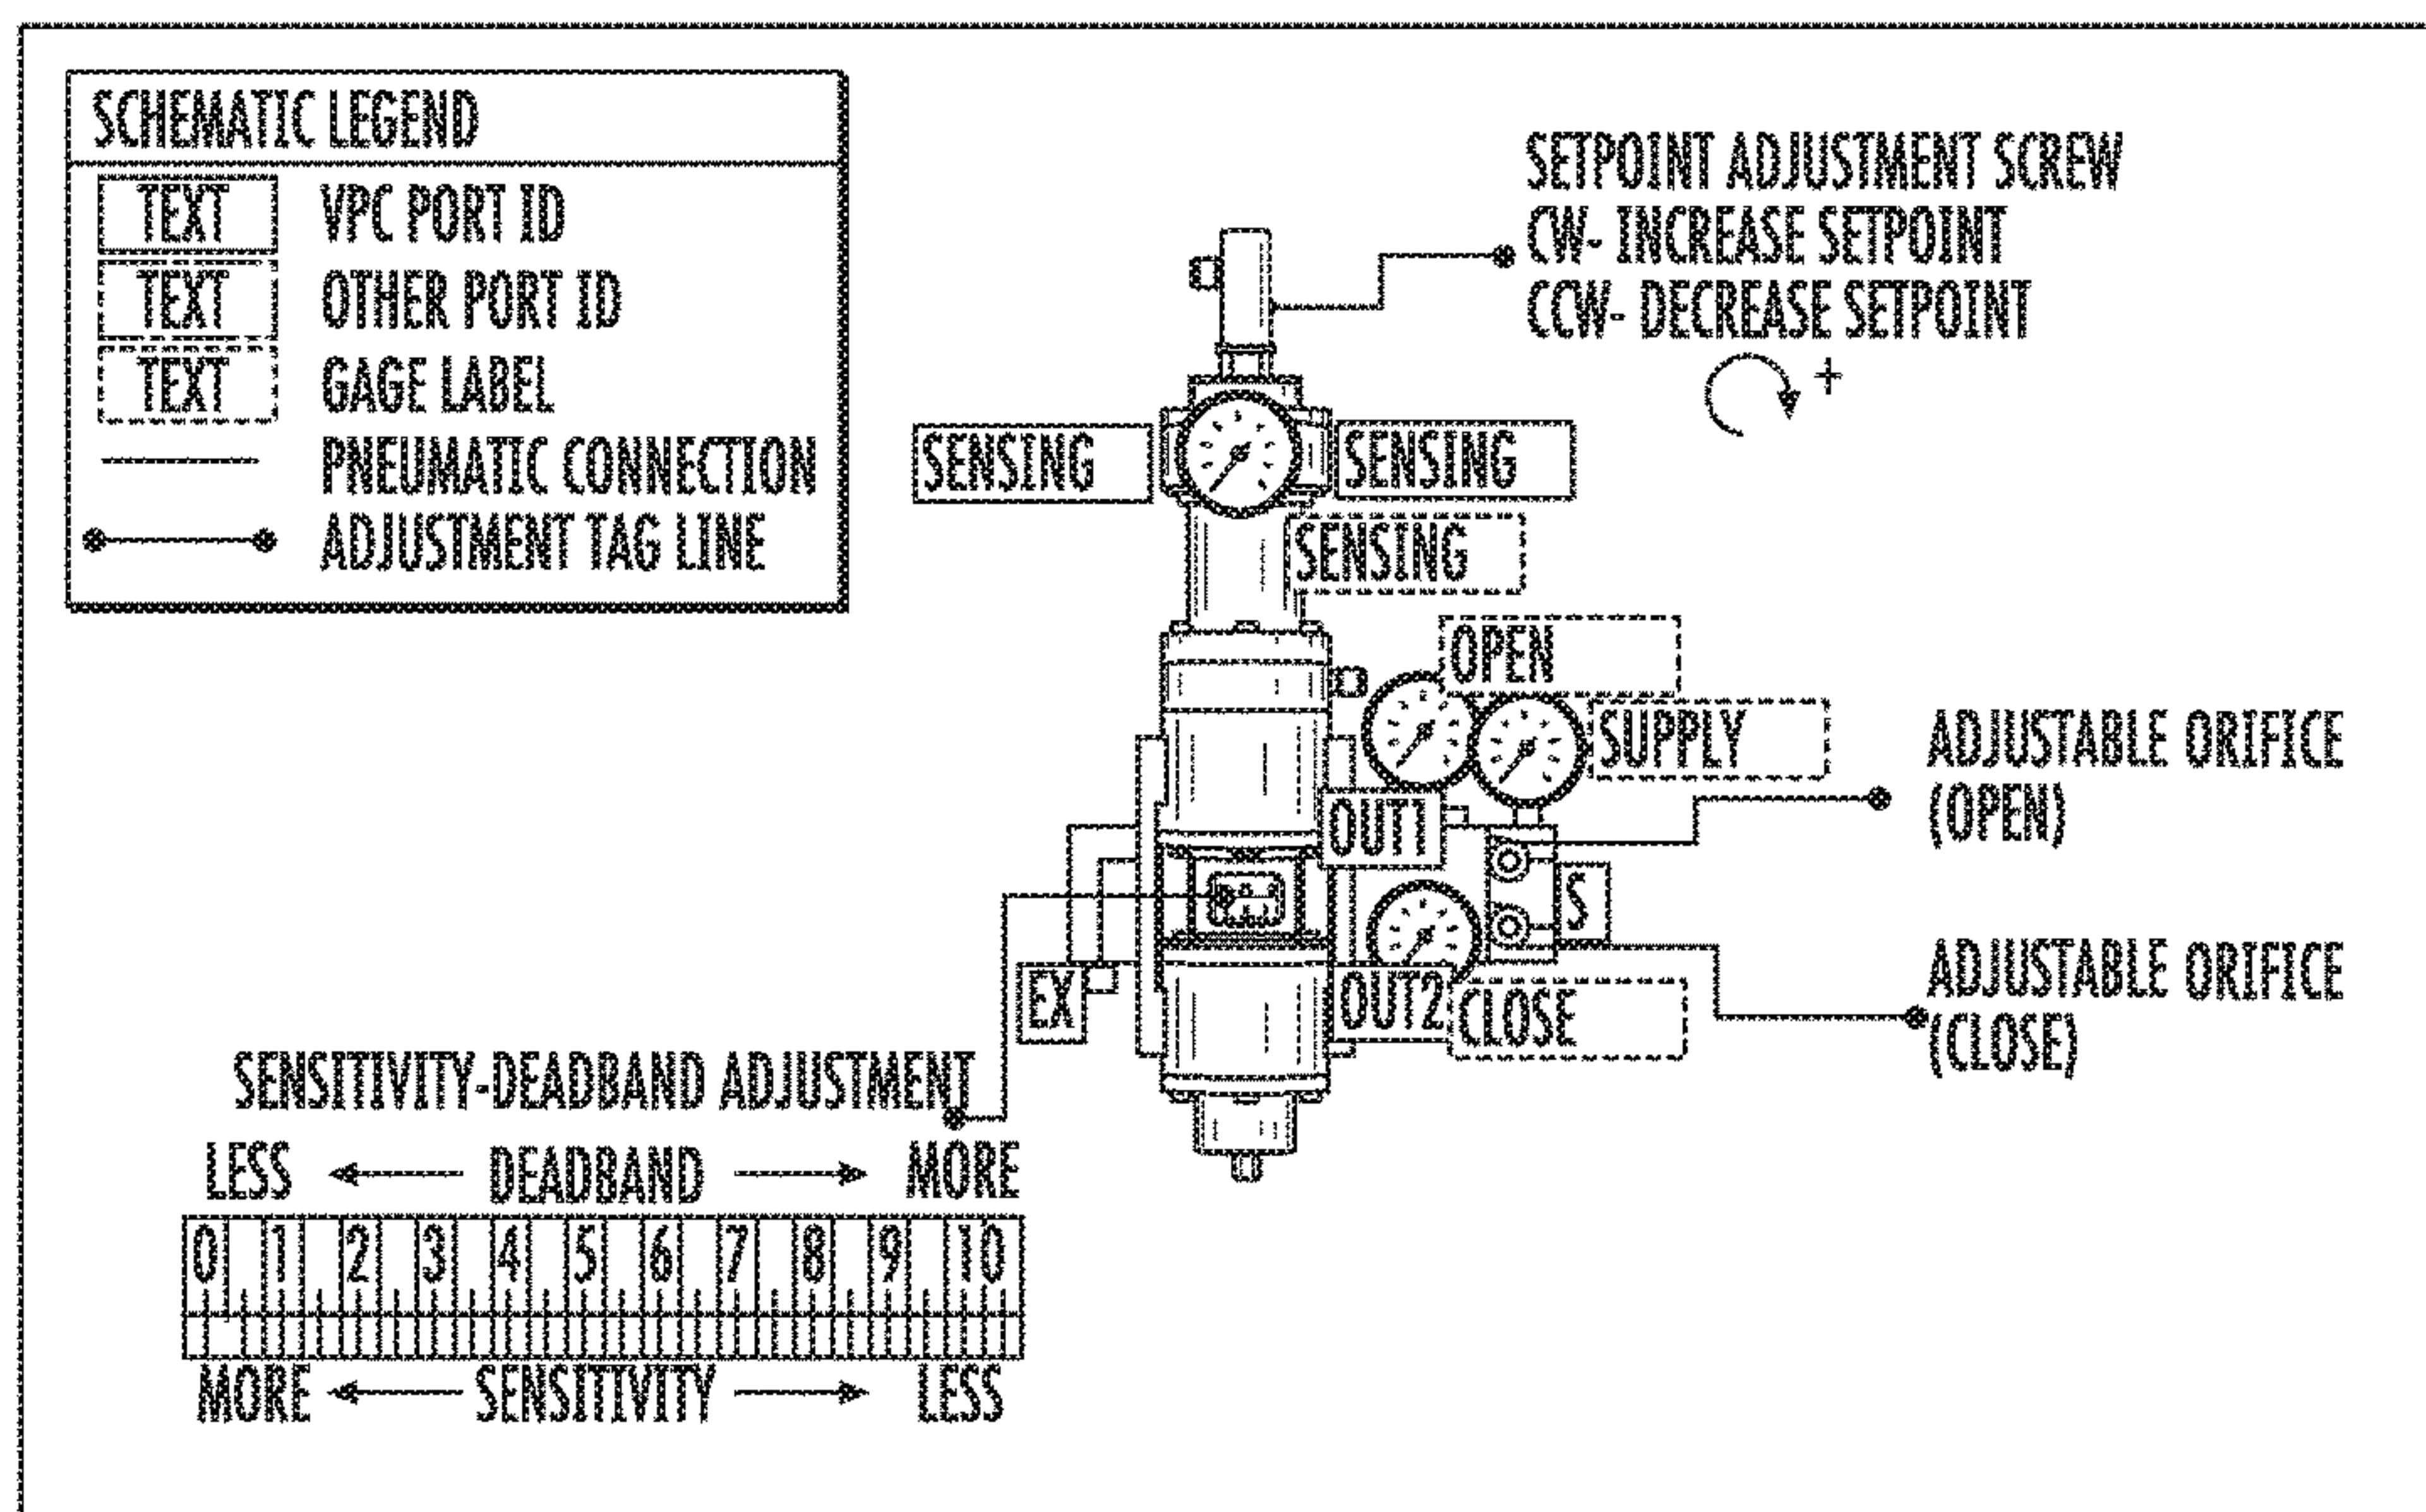 SCHEMATIC LEGEND
TEXT VPC PORT ID
TEXT OTHER PORT ID
TEXT GAGE LABEL
PNEUMATIC CONNECTION
ADJUSTMENT TAG LINE
SETPOINT ADJUSTMENT SCREW
CW- INCREASE SETPOINT
CCW- DECREASE SETPOINT
+
SENSING
SENSING
SENSING
OPEN
SUPPLY
ADJUSTABLE ORIFICE
(OPEN)
OUT1
S
EX
OUT2
CLOSE
ADJUSTABLE ORIFICE
(CLOSE)
SENSITIVITY-DEADBAND ADJUSTMENT
LESS DEADBAND MORE
0 1 2 3 4 5 6 7 8 9 10
MORE SENSITIVITY LESS